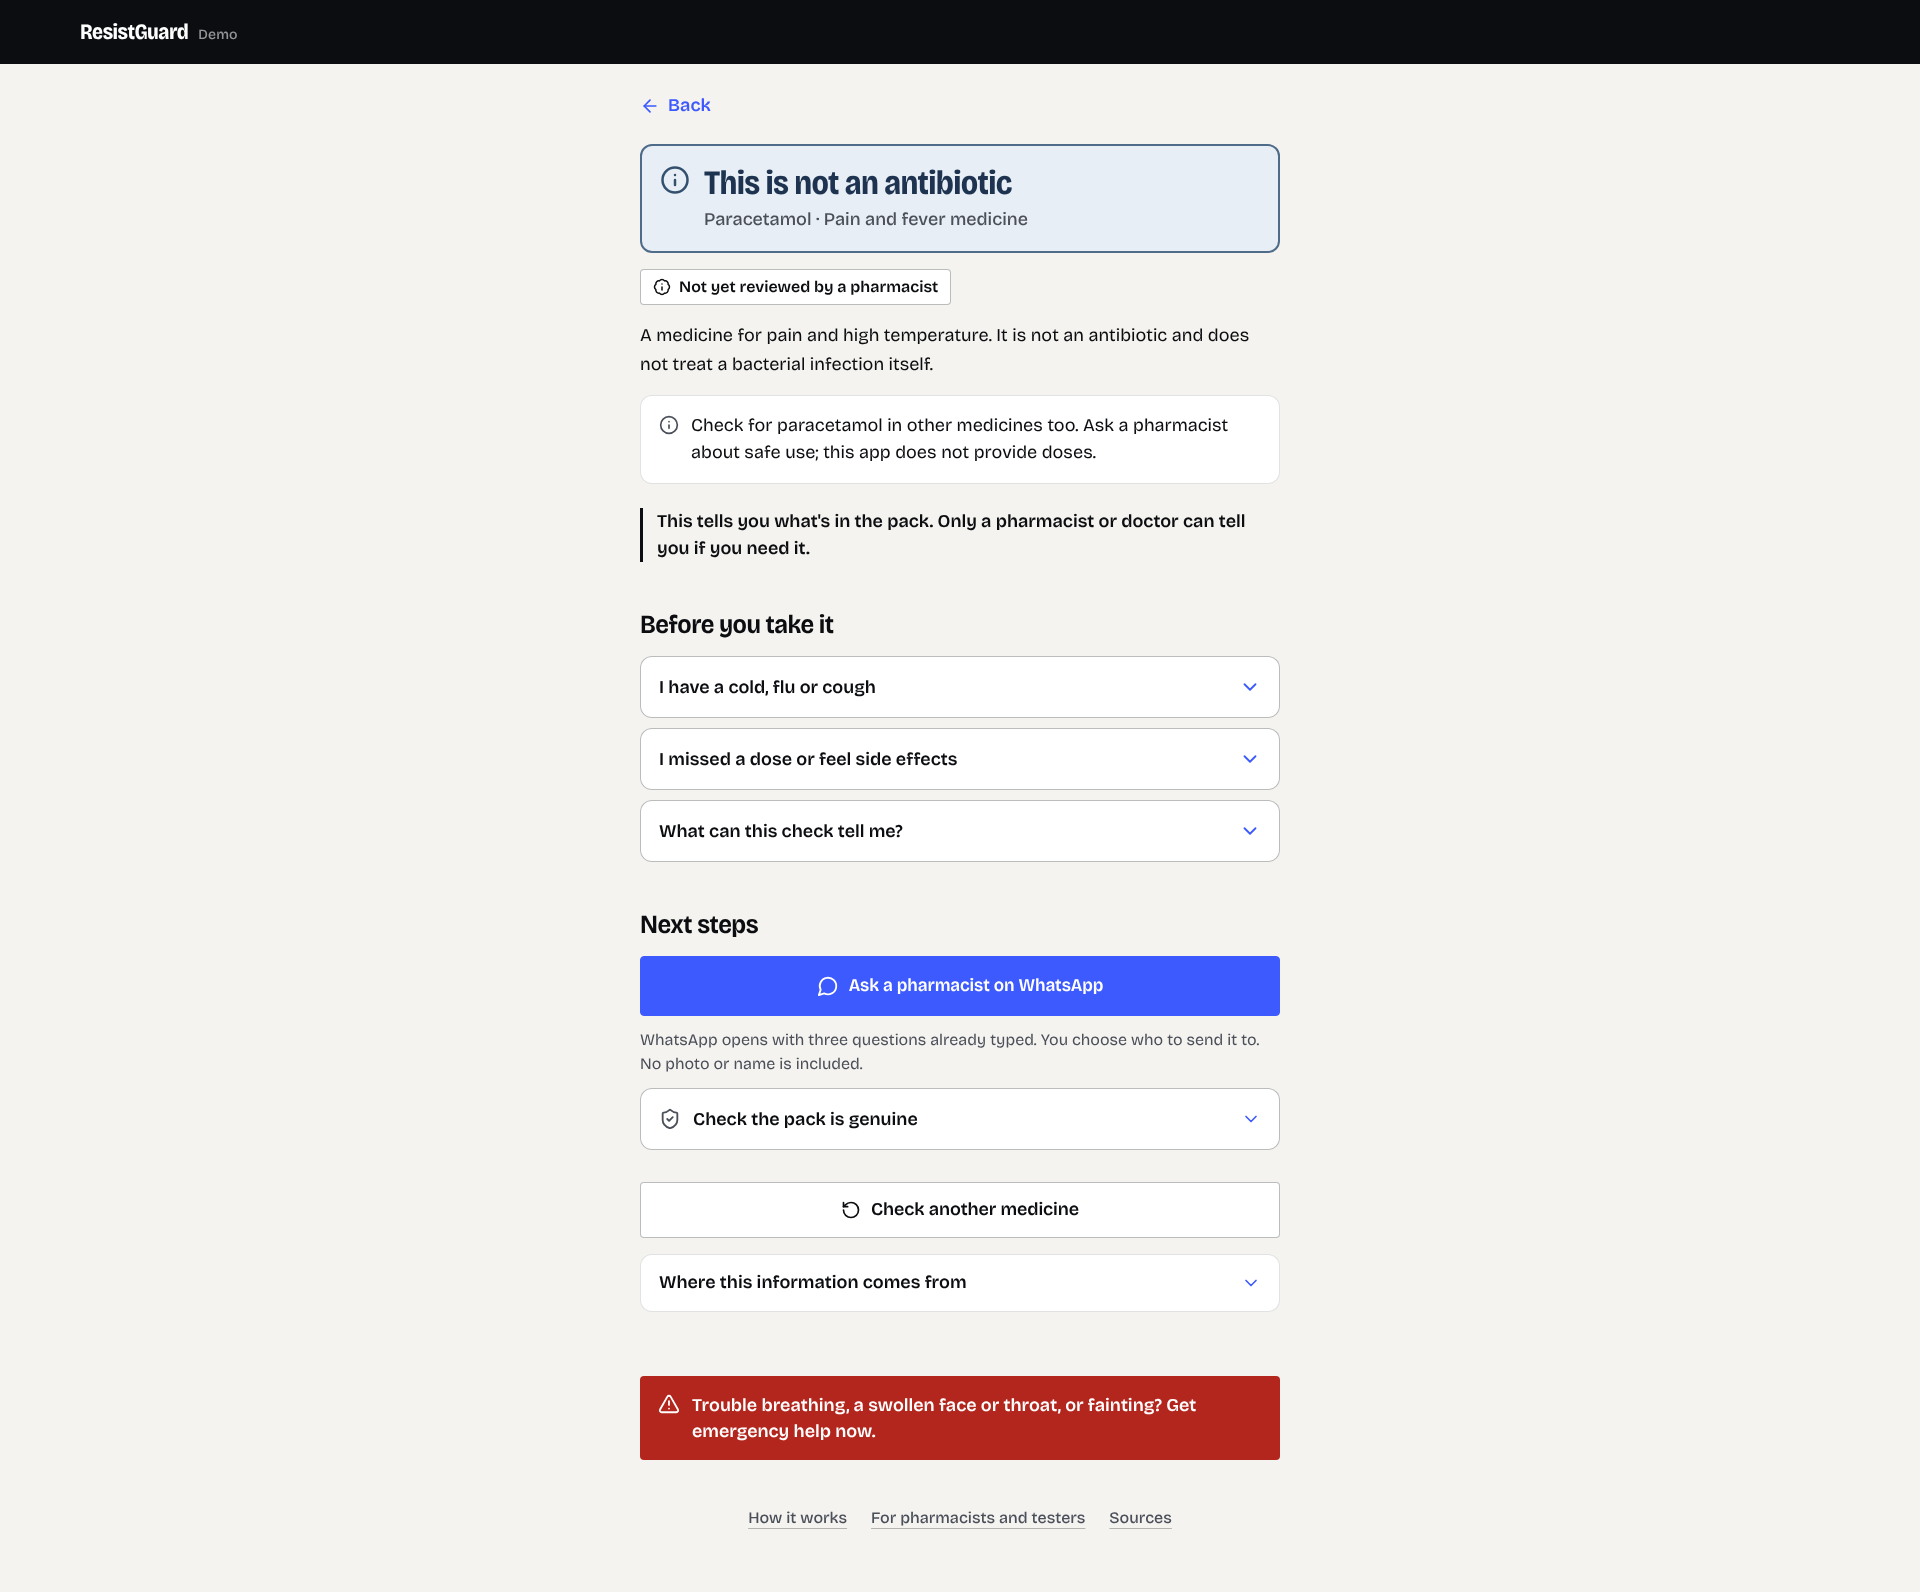 ResistGuard Demo
Back
This is not an antibiotic
Paracetamol · Pain and fever medicine
Not yet reviewed by a pharmacist
A medicine for pain and high temperature. It is not an antibiotic and does
not treat a bacterial infection itself.
Check for paracetamol in other medicines too. Ask a pharmacist
about safe use; this app does not provide doses.
This tells you what's in the pack. Only a pharmacist or doctor can tell
you if you need it.
Before you take it
I have a cold, flu or cough
I missed a dose or feel side effects
What can this check tell me?
Next steps
Ask a pharmacist on WhatsApp
WhatsApp opens with three questions already typed. You choose who to send it to.
No photo or name is included.
Check the pack is genuine
Check another medicine
Where this information comes from
Trouble breathing, a swollen face or throat, or fainting? Get
emergency help now.
How it works For pharmacists and testers Sources